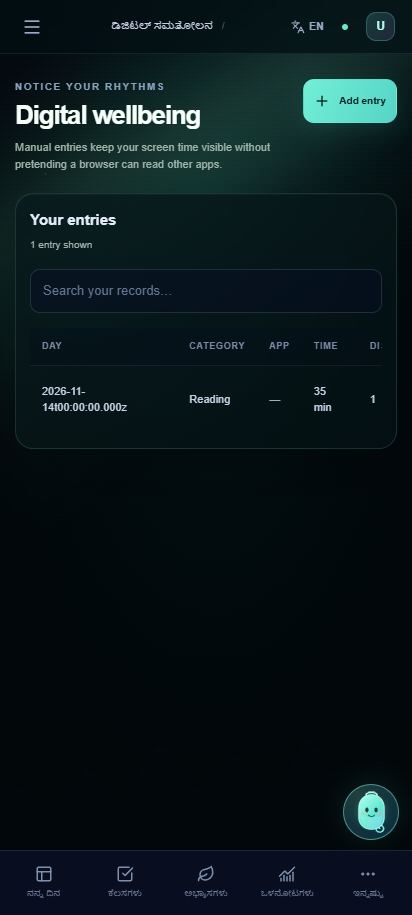 ಡಿಜಿಟಲ್ ಸಮತೋಲನ /
EN
U
NOTICE YOUR RHYTHMS
Digital wellbeing
Add entry
Manual entries keep your screen time visible without
pretending a browser can read other apps.
Your entries
1 entry shown
Search your records...
DAY CATEGORY APP TIME DI
2026-11-
14t00:00:00.000z
Reading
—
35
min
1
ನನ್ನ ದಿನ
ಕೆಲಸಗಳು
ಅಭ್ಯಾಸಗಳು
ಒಳನೋಟಗಳು
ಇನ್ನಷ್ಟು